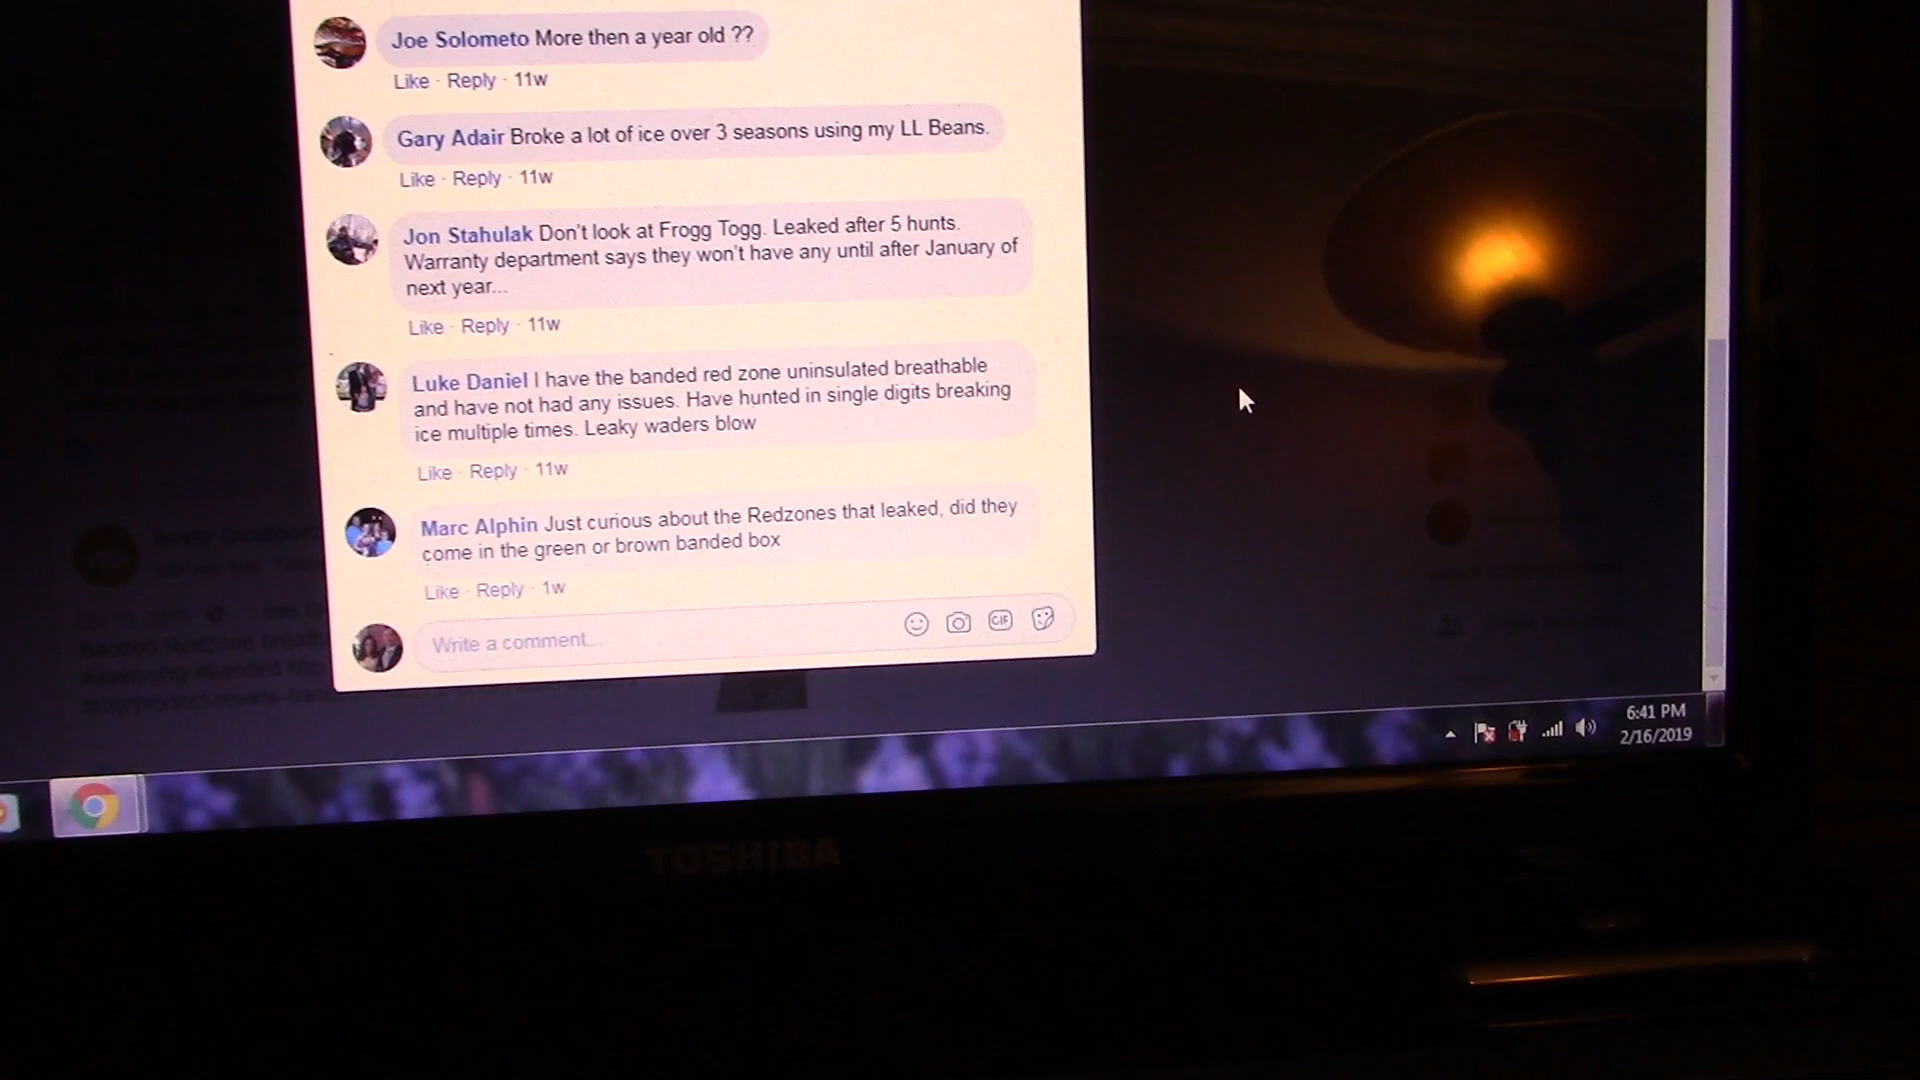 Joe Solometo More then a year old ??
Like · Reply · 11w
Gary Adair Broke a lot of ice over 3 seasons using my LL Beans.
Like · Reply · 11w
Jon Stahulak Don't look at Frogg Togg. Leaked after 5 hunts.
Warranty department says they won't have any until after January of
next year...
Like · Reply · 11w
Luke Daniel I have the banded red zone uninsulated breathable
and have not had any issues. Have hunted in single digits breaking
ice multiple times. Leaky waders blow
Like · Reply · 11w
Marc Alphin Just curious about the Redzones that leaked, did they
come in the green or brown banded box
Like · Reply · 1w
Write a comment...
GIF
6:41 PM
2/16/2019
TOSHIBA